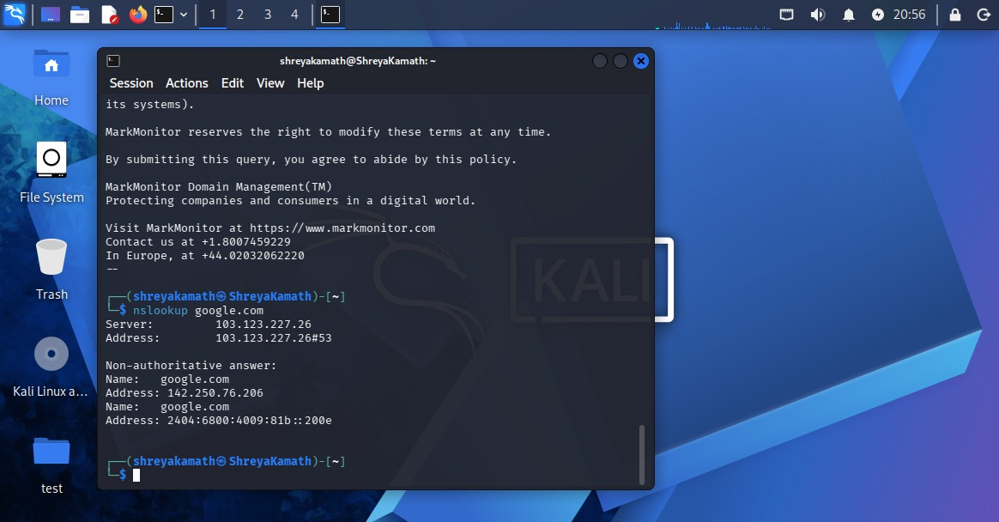 1 2 3 4
20:56
Home
File System
Trash
Kali Linux a...
test
shreyakamath@ShreyaKamath: ~
Session Actions Edit View Help
its systems).
MarkMonitor reserves the right to modify these terms at any time.
By submitting this query, you agree to abide by this policy.
MarkMonitor Domain Management(TM)
Protecting companies and consumers in a digital world.
Visit MarkMonitor at https://www.markmonitor.com
Contact us at +1.8007459229
In Europe, at +44.02032062220
--
┌──(shreyakamath㉿ShreyaKamath)-[~]
└─$ nslookup google.com
Server: 103.123.227.26
Address: 103.123.227.26#53
Non-authoritative answer:
Name: google.com
Address: 142.250.76.206
Name: google.com
Address: 2404:6800:4009:81b::200e
┌──(shreyakamath㉿ShreyaKamath)-[~]
└─$
KALI